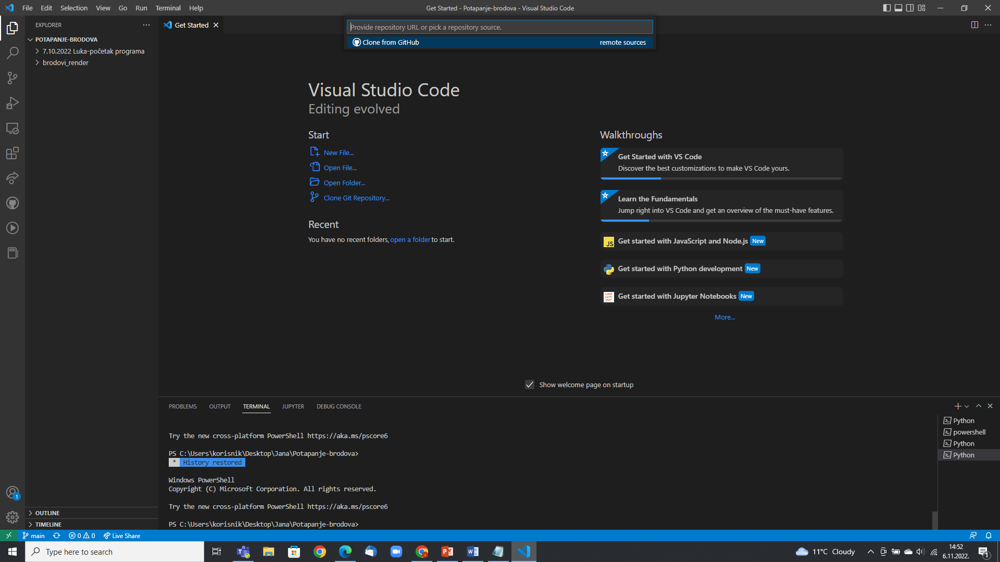 File Edit Selection View Go Run Terminal Help
Get Started - Potapanje-brodova - Visual Studio Code
EXPLORER
Get Started
Provide repository URL or pick a repository source.
Clone from GitHub remote sources
POTAPANJE-BRODOVA
7.10.2022 Luka-početak programa
brodovi_render
Visual Studio Code
Editing evolved
Start
New File...
Open File...
Open Folder...
Clone Git Repository...
Recent
You have no recent folders, open a folder to start.
Walkthroughs
Get Started with VS Code
Discover the best customizations to make VS Code yours.
Learn the Fundamentals
Jump right into VS Code and get an overview of the must-have features.
JS Get started with JavaScript and Node.js New
Get started with Python development New
Get started with Jupyter Notebooks New
More...
Show welcome page on startup
PROBLEMS OUTPUT TERMINAL JUPYTER DEBUG CONSOLE
Try the new cross-platform PowerShell https://aka.ms/pscore6
PS C:\Users\korisnik\Desktop\Jana\Potapanje-brodova>
* History restored
Windows PowerShell
Copyright (C) Microsoft Corporation. All rights reserved.
Try the new cross-platform PowerShell https://aka.ms/pscore6
PS C:\Users\korisnik\Desktop\Jana\Potapanje-brodova>
Python
powershell
Python
Python
1
OUTLINE
TIMELINE
main 0 0 Live Share
Type here to search
11°C Cloudy
14:52
6.11.2022.
1